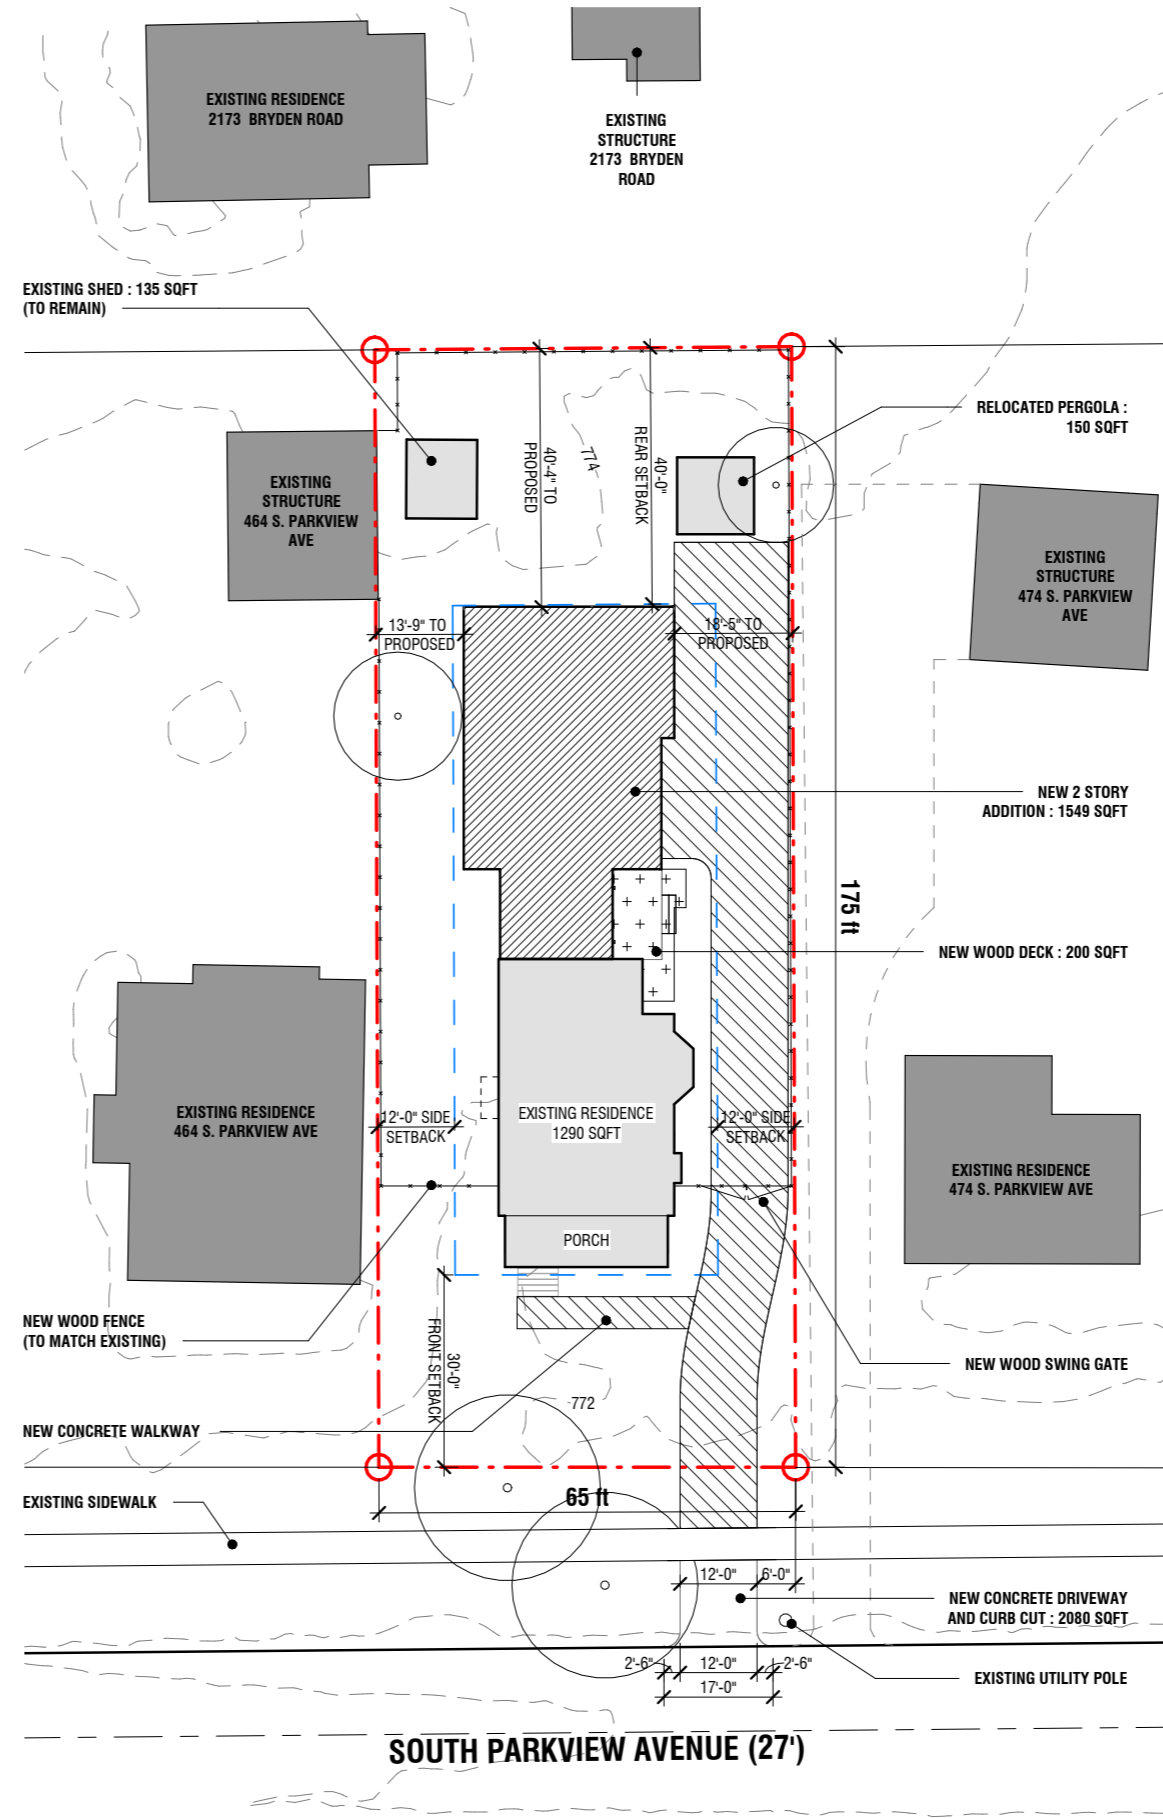 EXISTING RESIDENCE
2173 BRYDEN ROAD
EXISTING
STRUCTURE
2173 BRYDEN
ROAD
EXISTING SHED : 135 SQFT
(TO REMAIN)
RELOCATED PERGOLA :
150 SQFT
40'-4" TO
PROPOSED
774
40'-0"
REAR SETBACK
EXISTING
STRUCTURE
464 S. PARKVIEW
AVE
EXISTING
STRUCTURE
474 S. PARKVIEW
AVE
13'-9" TO
PROPOSED
18'-5" TO
PROPOSED
NEW 2 STORY
ADDITION : 1549 SQFT
175 ft
NEW WOOD DECK : 200 SQFT
EXISTING RESIDENCE
464 S. PARKVIEW AVE
12'-0" SIDE
SETBACK
EXISTING RESIDENCE
1290 SQFT
12'-0" SIDE
SETBACK
EXISTING RESIDENCE
474 S. PARKVIEW AVE
PORCH
NEW WOOD FENCE
(TO MATCH EXISTING)
30'-0"
FRONT SETBACK
NEW WOOD SWING GATE
772
NEW CONCRETE WALKWAY
65 ft
EXISTING SIDEWALK
12'-0"
6'-0"
NEW CONCRETE DRIVEWAY
AND CURB CUT : 2080 SQFT
2'-6"
12'-0"
2'-6"
17'-0"
EXISTING UTILITY POLE
SOUTH PARKVIEW AVENUE (27')